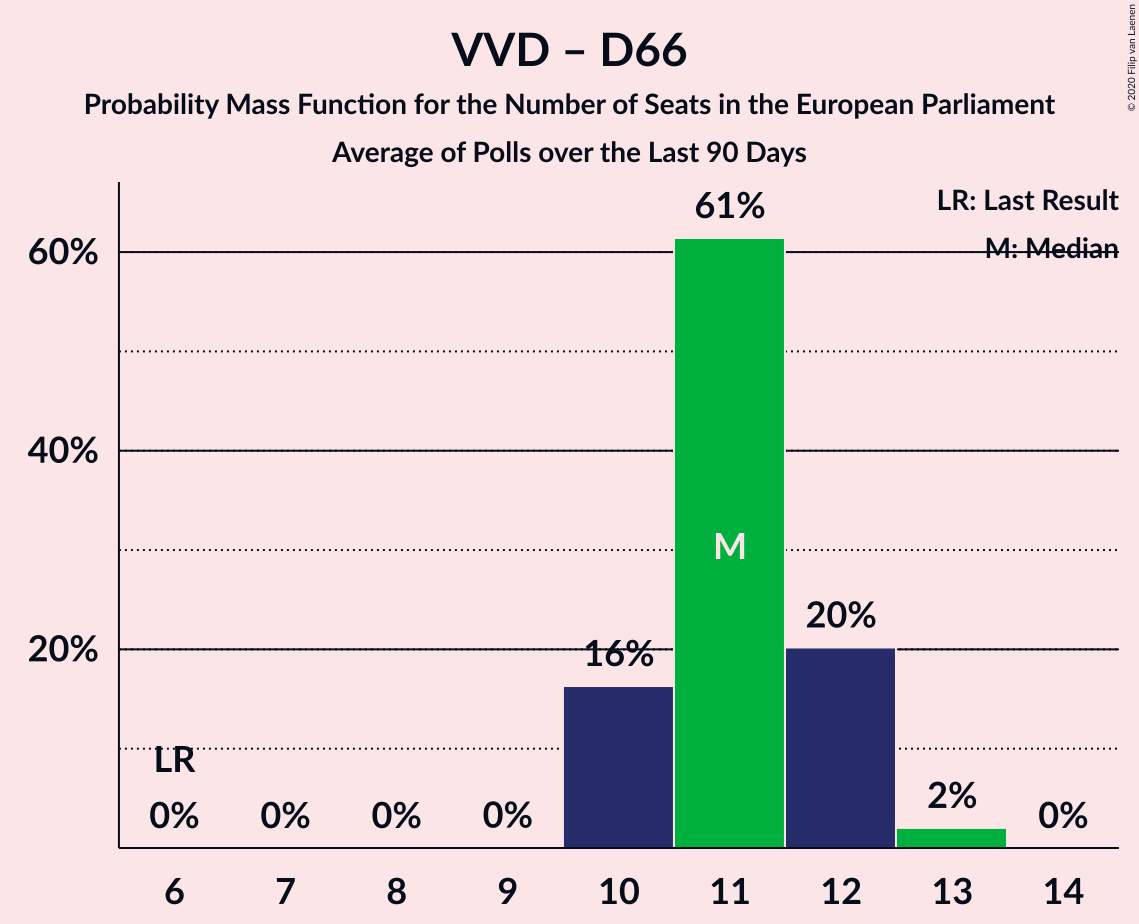 VVD – D66
Probability Mass Function for the Number of Seats in the European Parliament
Average of Polls over the Last 90 Days
© 2020 Filip van Laenen
LR: Last Result
M: Median
61%
60%
40%
M
20%
20%
16%
LR
0%
0%
0%
0%
2%
0%
6
7
8
9
10
11
12
13
14